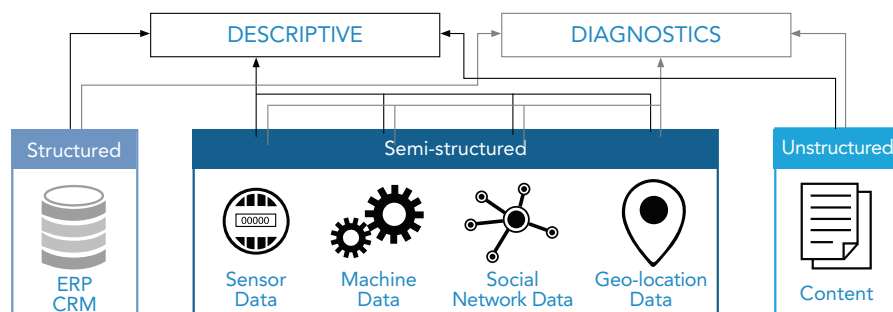 DESCRIPTIVE
DIAGNOSTICS
Structured
Semi-structured
Unstructured
00000
ERP
CRM
Sensor
Data
Machine
Data
Social
Network Data
Geo-location
Data
Content